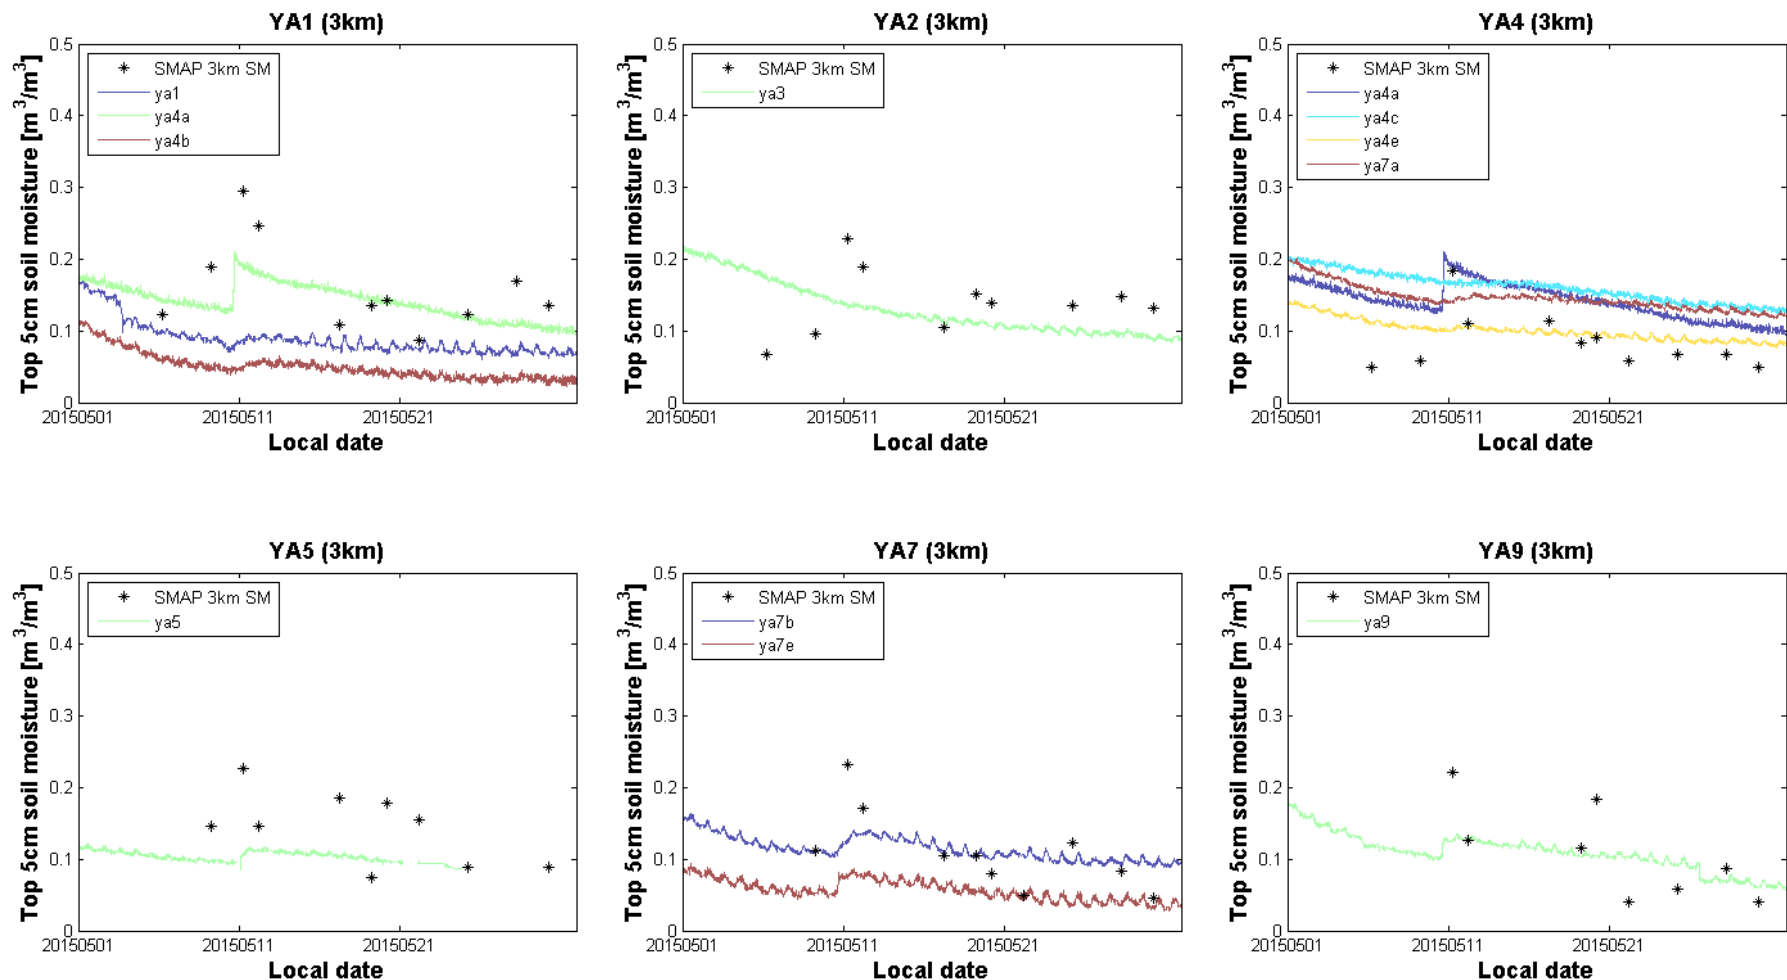 YA1 (3km)
Top 5cm soil moisture [m³/m³]
0.5
0.4
0.3
0.2
0.1
0
SMAP 3km SM
ya1
ya4a
ya4b
20150501
20150511
20150521
Local date
YA2 (3km)
Top 5cm soil moisture [m³/m³]
0.5
0.4
0.3
0.2
0.1
0
SMAP 3km SM
ya3
20150501
20150511
20150521
Local date
YA4 (3km)
Top 5cm soil moisture [m³/m³]
0.5
0.4
0.3
0.2
0.1
0
SMAP 3km SM
ya4a
ya4c
ya4e
ya7a
20150501
20150511
20150521
Local date
YA5 (3km)
Top 5cm soil moisture [m³/m³]
0.5
0.4
0.3
0.2
0.1
0
SMAP 3km SM
ya5
20150501
20150511
20150521
Local date
YA7 (3km)
Top 5cm soil moisture [m³/m³]
0.5
0.4
0.3
0.2
0.1
0
SMAP 3km SM
ya7b
ya7e
20150501
20150511
20150521
Local date
YA9 (3km)
Top 5cm soil moisture [m³/m³]
0.5
0.4
0.3
0.2
0.1
0
SMAP 3km SM
ya9
20150501
20150511
20150521
Local date